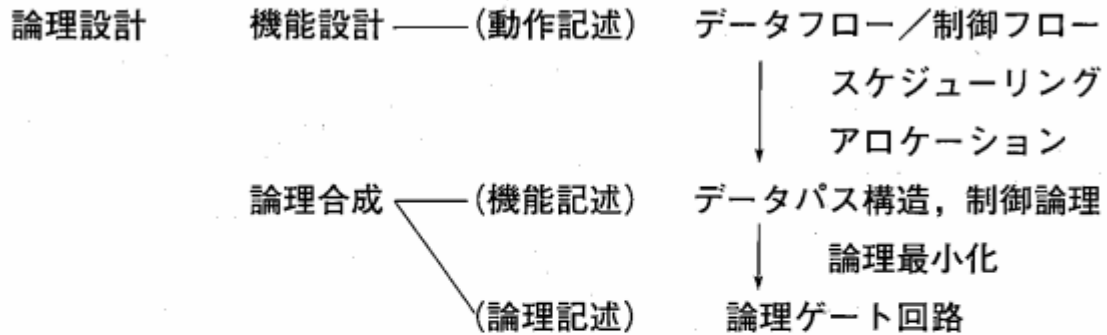 論理設計 機能設計 (動作記述) データフロー/制御フロー
スケジューリング
アロケーション
論理合成 (機能記述) データパス構造,制御論理
論理最小化
(論理記述) 論理ゲート回路